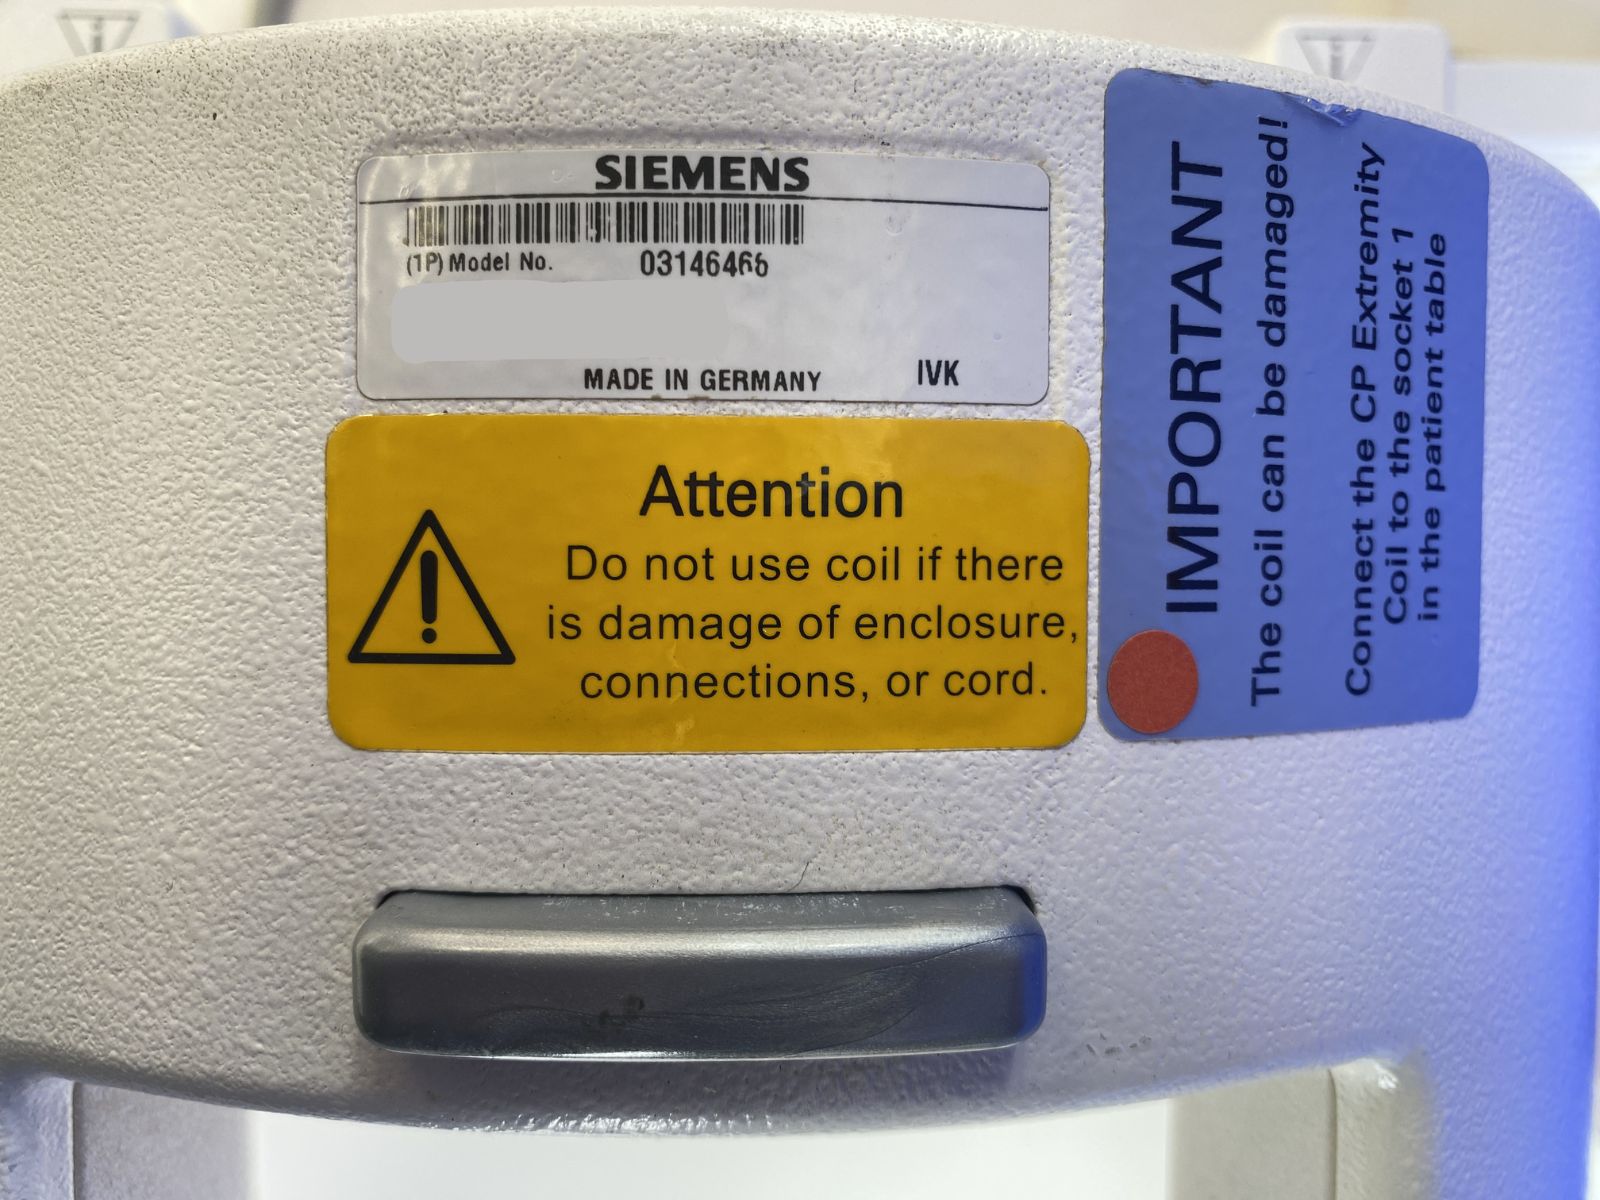 SIEMENS
(1P) Model No. 03146466
MADE IN GERMANY IVK
Attention
Do not use coil if there
is damage of enclosure,
connections, or cord.
IMPORTANT
The coil can be damaged!
Connect the CP Extremity
Coil to the socket 1
in the patient table